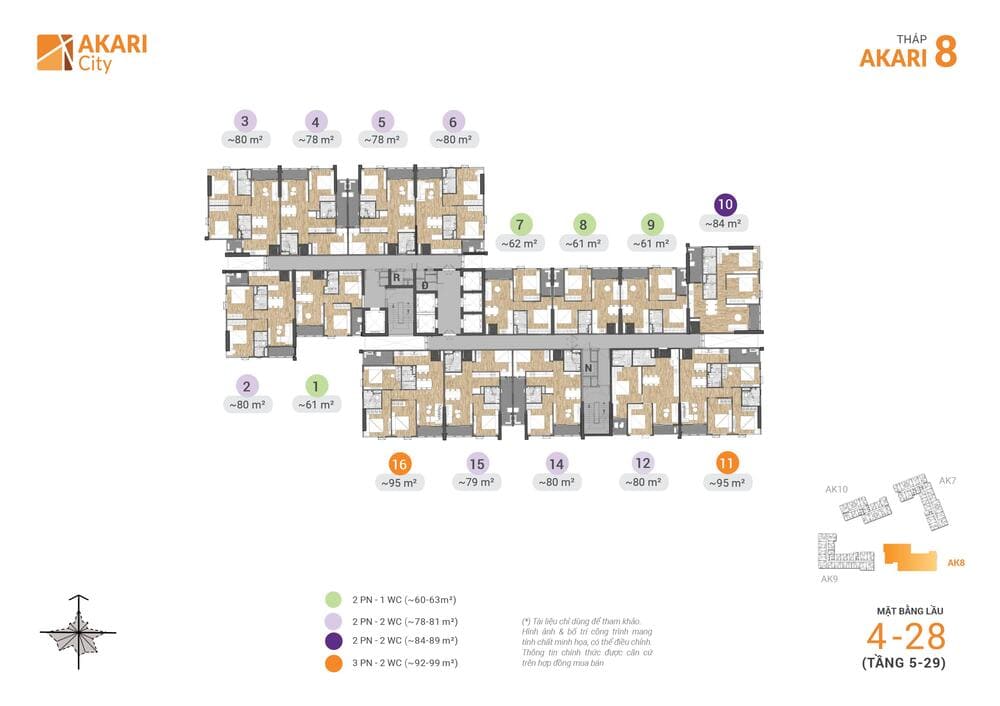 AKARI
City
THÁP
AKARI 8
3
4
5
6
~80 m²
~78 m²
~78 m²
~80 m²
10
~84 m²
7
8
9
~62 m²
~61 m²
~61 m²
R
Đ
N
2
1
~80 m²
~61 m²
16
15
14
12
11
~95 m²
~79 m²
~80 m²
~80 m²
~95 m²
AK10
AK7
AK9
AK8
2 PN - 1 WC (~60-63m²)
2 PN - 2 WC (~78-81 m²)
2 PN - 2 WC (~84-89 m²)
3 PN - 2 WC (~92-99 m²)
(*) Tài liệu chỉ dùng để tham khảo.
Hình ảnh & bố trí công trình mang
tính chất minh họa, có thể điều chỉnh.
Thông tin chính thức được căn cứ
trên hợp đồng mua bán
MẶT BẰNG LẦU
4-28
(TẦNG 5-29)